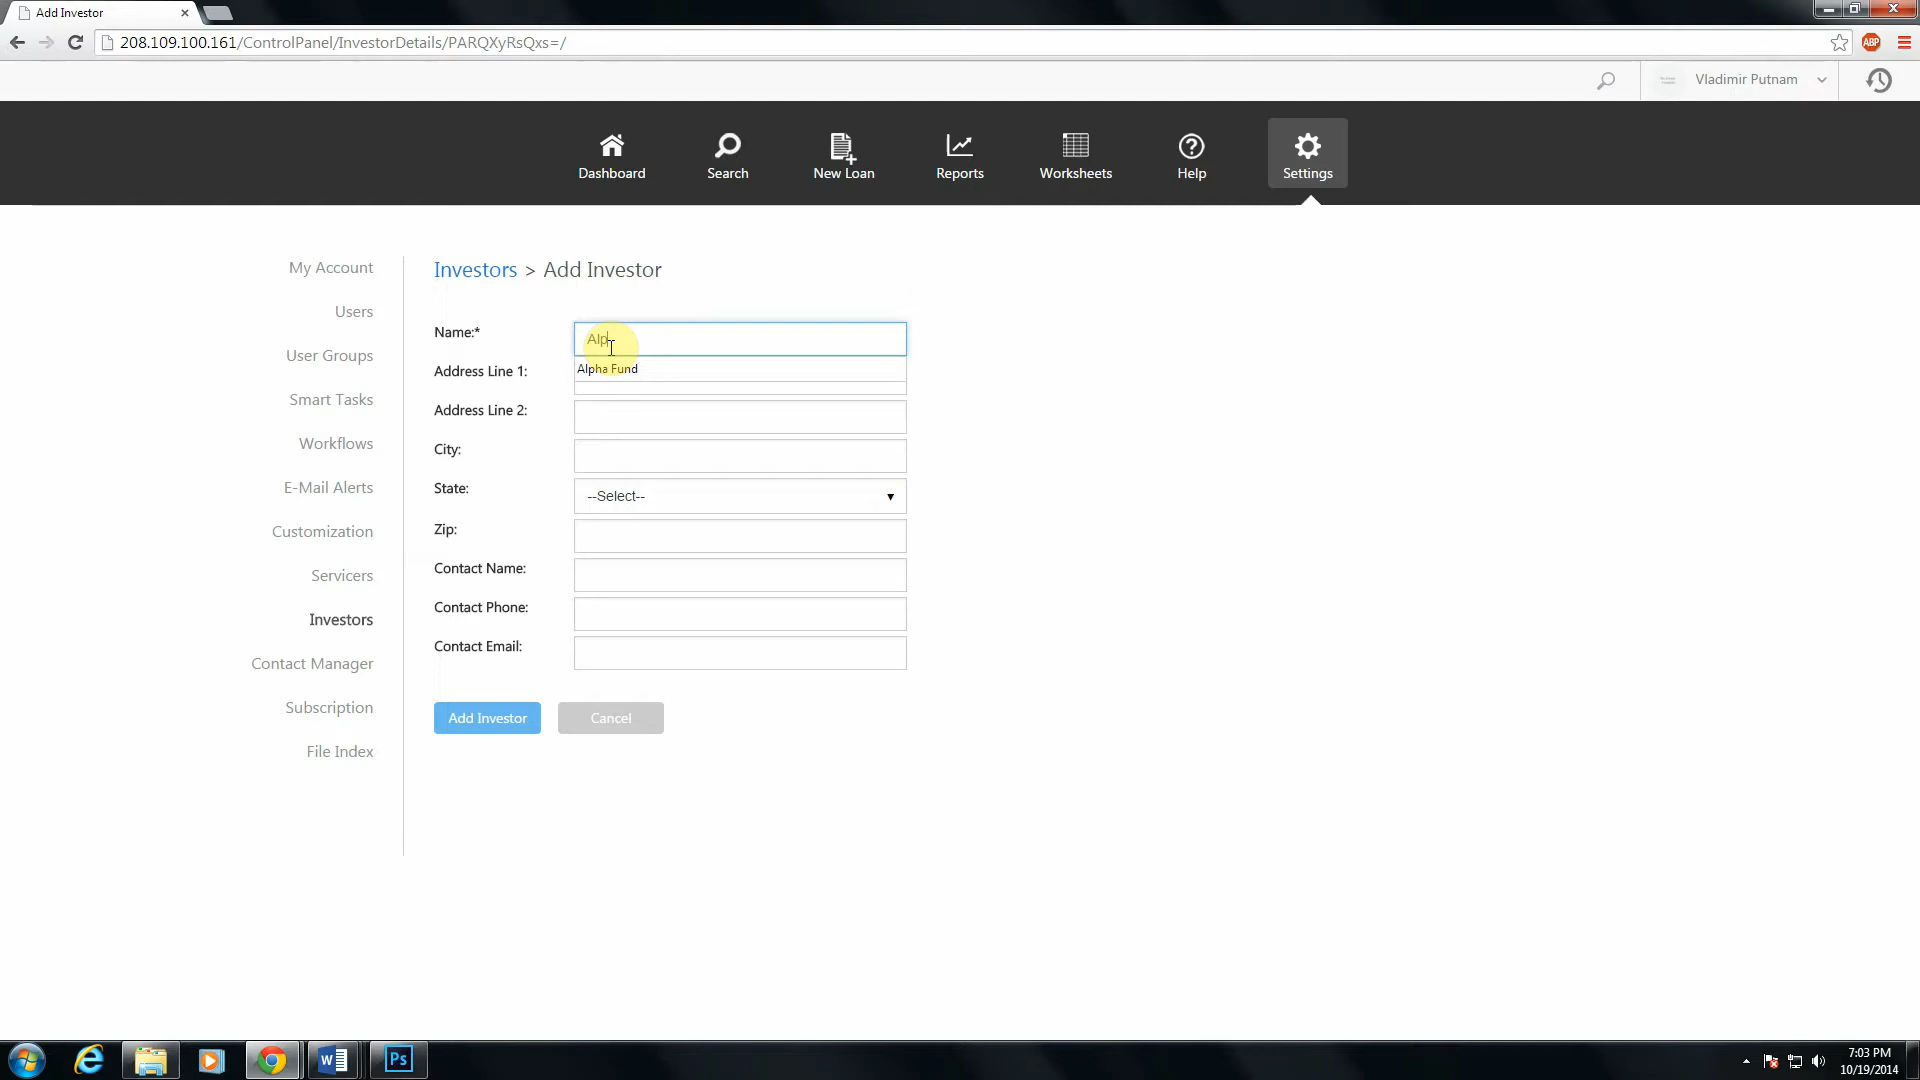 Add Investor
208.109.100.161/ControlPanel/InvestorDetails/PARQXyRsQxs=/
ABP
Vladimir Putnam
Dashboard
Search
New Loan
Reports
Worksheets
Help
Settings
My Account
Users
User Groups
Smart Tasks
Workflows
E-Mail Alerts
Customization
Servicers
Investors
Contact Manager
Subscription
File Index
Investors > Add Investor
Name:*
Alp
Alpha Fund
Address Line 1:
Address Line 2:
City:
State:
--Select--
Zip:
Contact Name:
Contact Phone:
Contact Email:
Add Investor
Cancel
Ps
7:03 PM
10/19/2014